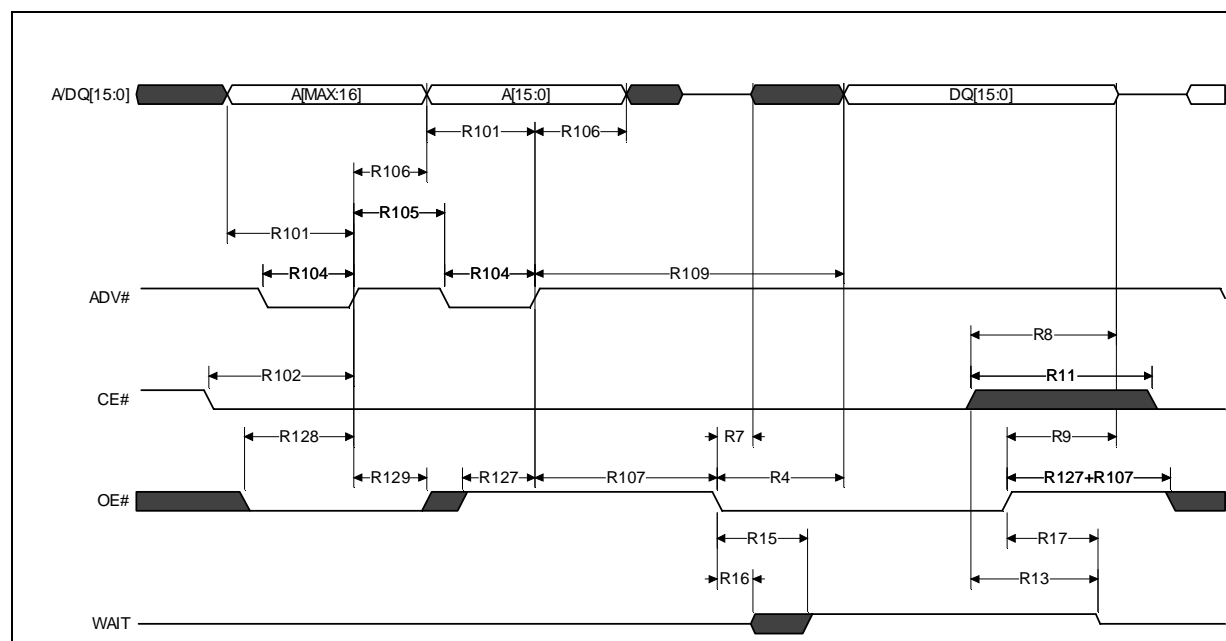 A/DQ[15:0] A[MAX:16] A[15:0] DQ[15:0]
R101 R106
R106
R105
R101
R104 R104 R109
ADV#
R8
R102 R11
CE#
R128 R7 R9
R129 R127 R107 R4 R127+R107
OE#
R15 R17
R16 R13
WAIT